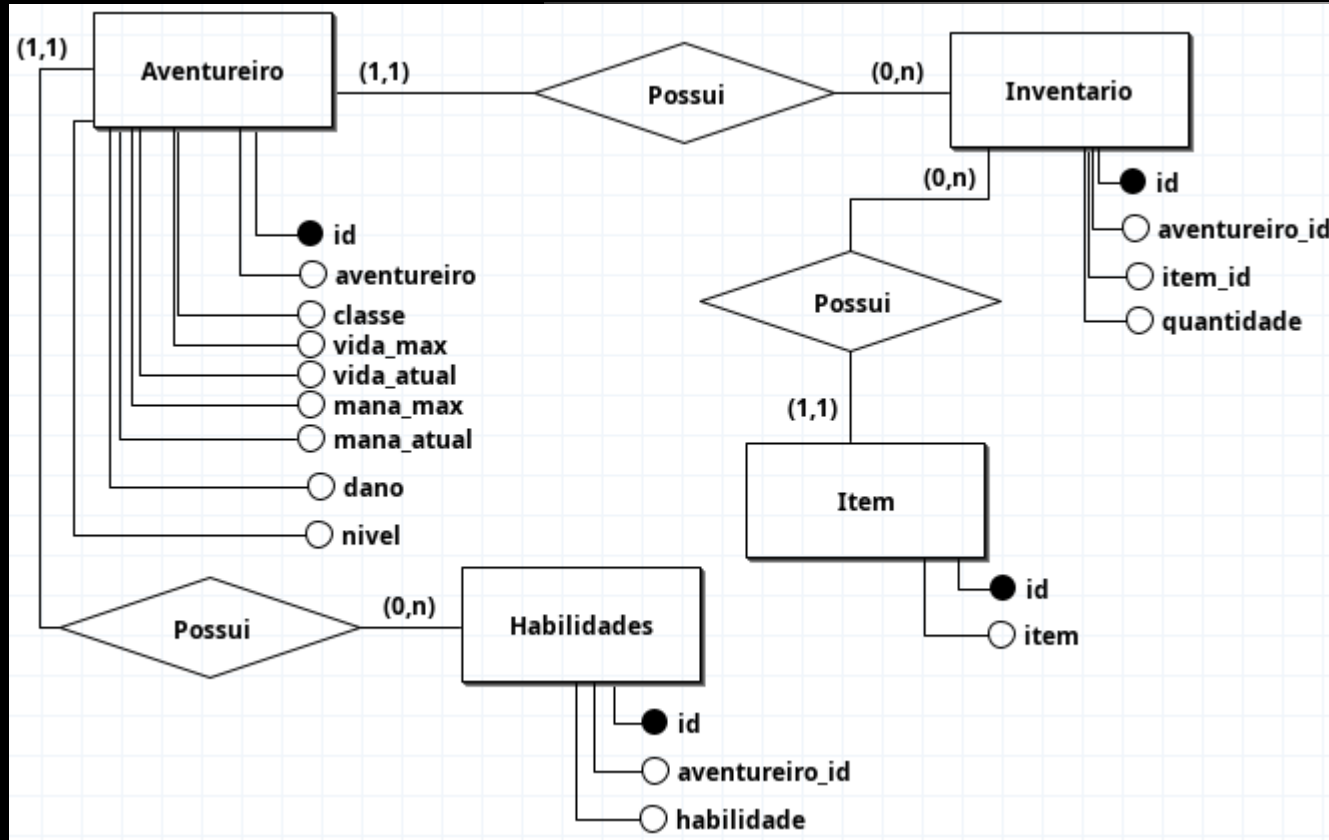 (1,1)
Aventureiro
(1,1)
Possui
(0,n)
Inventario
(0,n)
id
aventureiro_id
item_id
quantidade
id
aventureiro
classe
vida_max
vida_atual
mana_max
mana_atual
dano
nivel
Possui
(1,1)
Item
id
item
Possui
(0,n)
Habilidades
id
aventureiro_id
habilidade